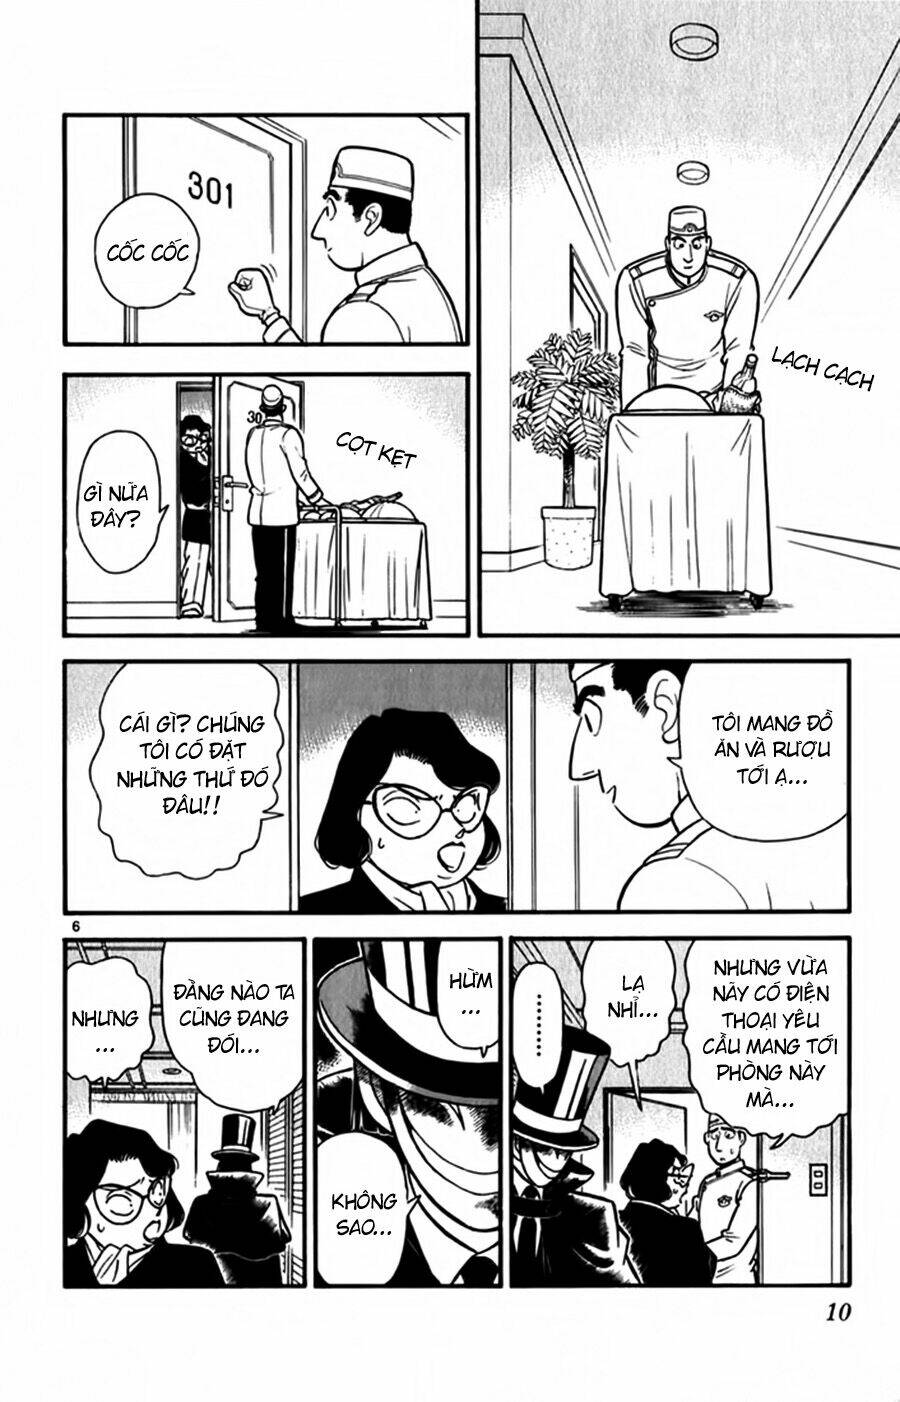 LẠCH CẠCH
301
CỐC CỐC
30
CỌT KẸT
GÌ NỮA
ĐÂY?
TÔI MANG ĐỒ
ĂN VÀ RƯỢU
TỚI Ạ...
CÁI GÌ? CHÚNG
TÔI CÓ ĐẶT
NHỮNG THỨ ĐÓ
ĐÂU!!
6
NHƯNG VỪA
NÃY CÓ ĐIỆN
THOẠI YÊU
CẦU MANG TỚI
PHÒNG NÀY
MÀ...
LẠ
NHỈ...
.........
HỪM
...
KHÔNG
SAO...
ĐẰNG NÀO TA
CŨNG ĐANG
ĐÓI...
NHƯNG
...
10